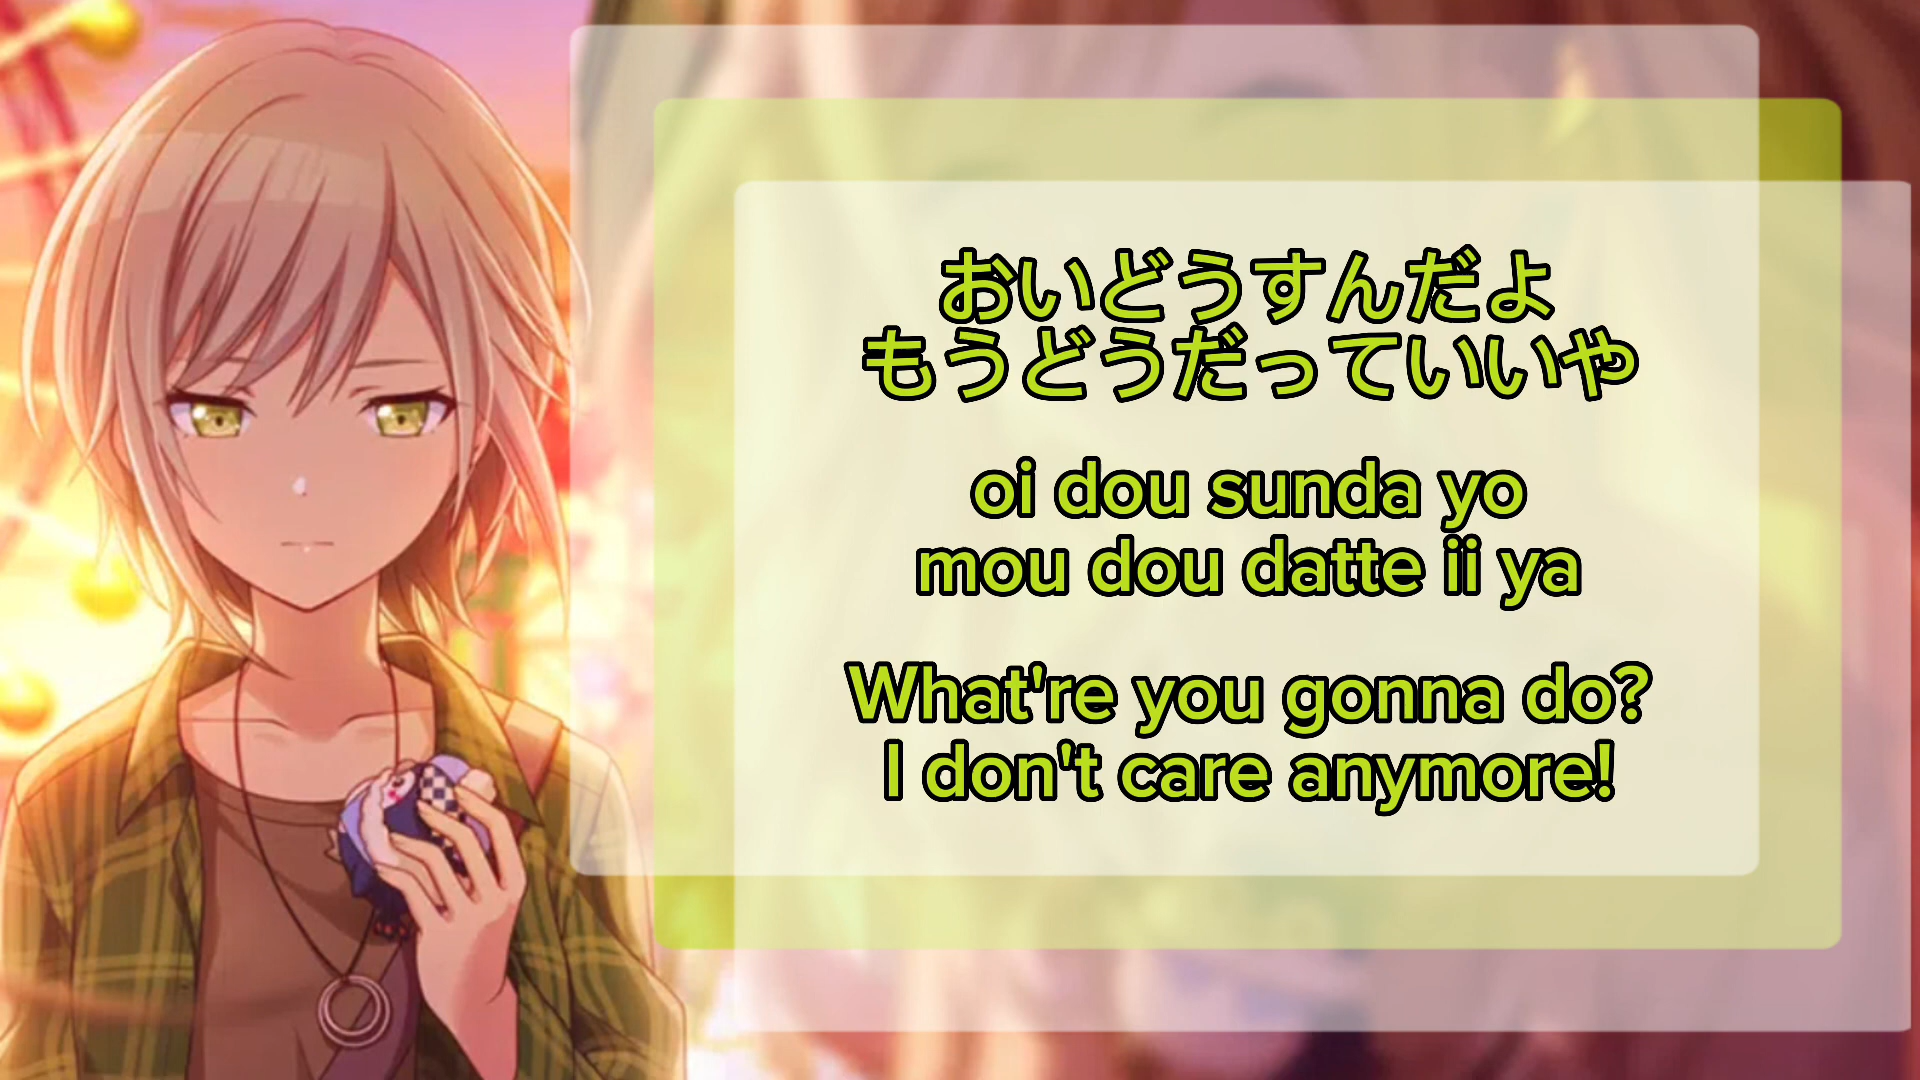 おいどうすんだよ
もうどうだっていいや
oi dou sunda yo
mou dou datte ii ya
What're you gonna do?
I don't care anymore!